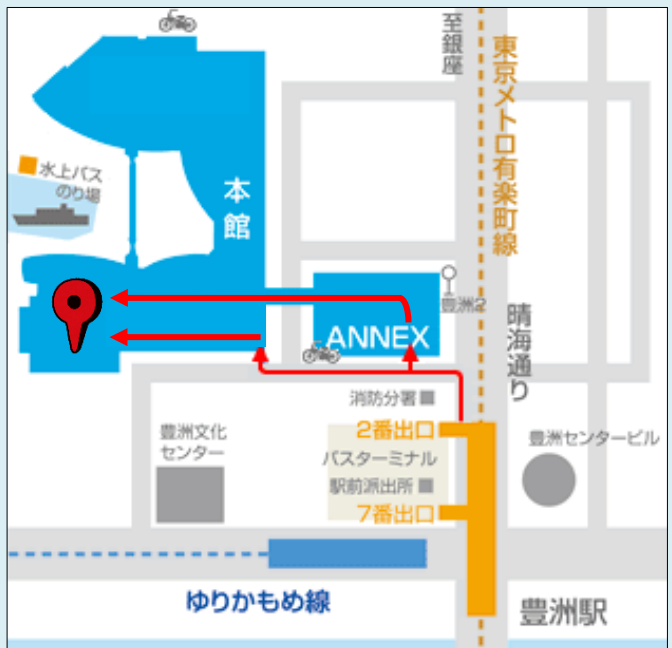 至銀座
東京メトロ有楽町線
水上バス
のり場
本館
豊洲2
ANNEX
晴海通り
消防分署
2番出口
豊洲文化
センター
バスターミナル
豊洲センタービル
駅前派出所
7番出口
ゆりかもめ線
豊洲駅